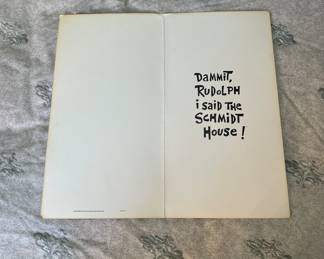 DammiT,
RuDolpH
i saiD THe
SCHmiDT
House!